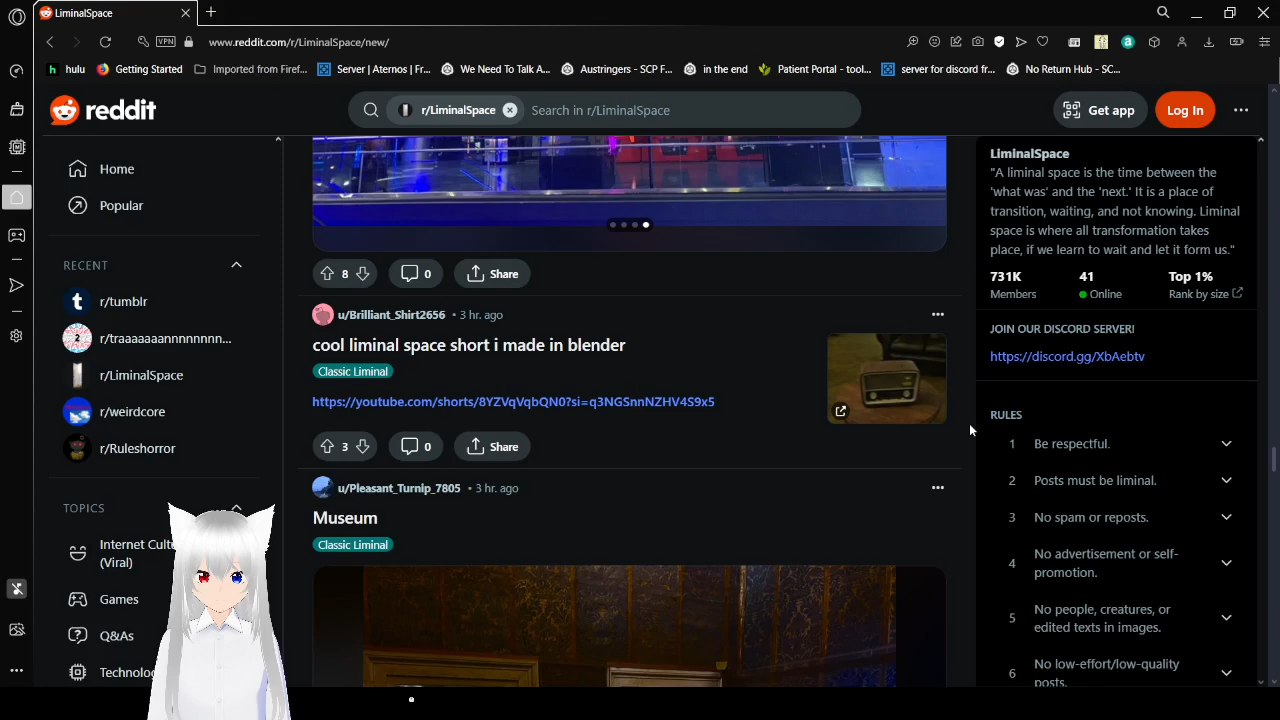 LiminalSpace
VPN
www.reddit.com/r/LiminalSpace/new/
hulu
Getting Started
Imported from Firef...
Server | Aternos | Fr...
We Need To Talk A...
Austringers - SCP F...
in the end
Patient Portal - tool...
server for discord fr...
No Return Hub - SC...
reddit
r/LiminalSpace
Search in r/LiminalSpace
Get app
Log In
Home
Popular
RECENT
r/tumblr
r/traaaaaaannnnnnnn...
r/LiminalSpace
r/weirdcore
r/Ruleshorror
TOPICS
Internet Cult
(Viral)
Games
Q&As
Technolog
8
0
Share
u/Brilliant_Shirt2656 • 3 hr. ago
cool liminal space short i made in blender
Classic Liminal
https://youtube.com/shorts/8YZVqVqbQN0?si=q3NGSnnNZHV4S9x5
3
0
Share
u/Pleasant_Turnip_7805 • 3 hr. ago
Museum
Classic Liminal
LiminalSpace
"A liminal space is the time between the
'what was' and the 'next.' It is a place of
transition, waiting, and not knowing. Liminal
space is where all transformation takes
place, if we learn to wait and let it form us."
731K
Members
41
Online
Top 1%
Rank by size
JOIN OUR DISCORD SERVER!
https://discord.gg/XbAebtv
RULES
1 Be respectful.
2 Posts must be liminal.
3 No spam or reposts.
4 No advertisement or self-
promotion.
5 No people, creatures, or
edited texts in images.
6 No low-effort/low-quality
posts.